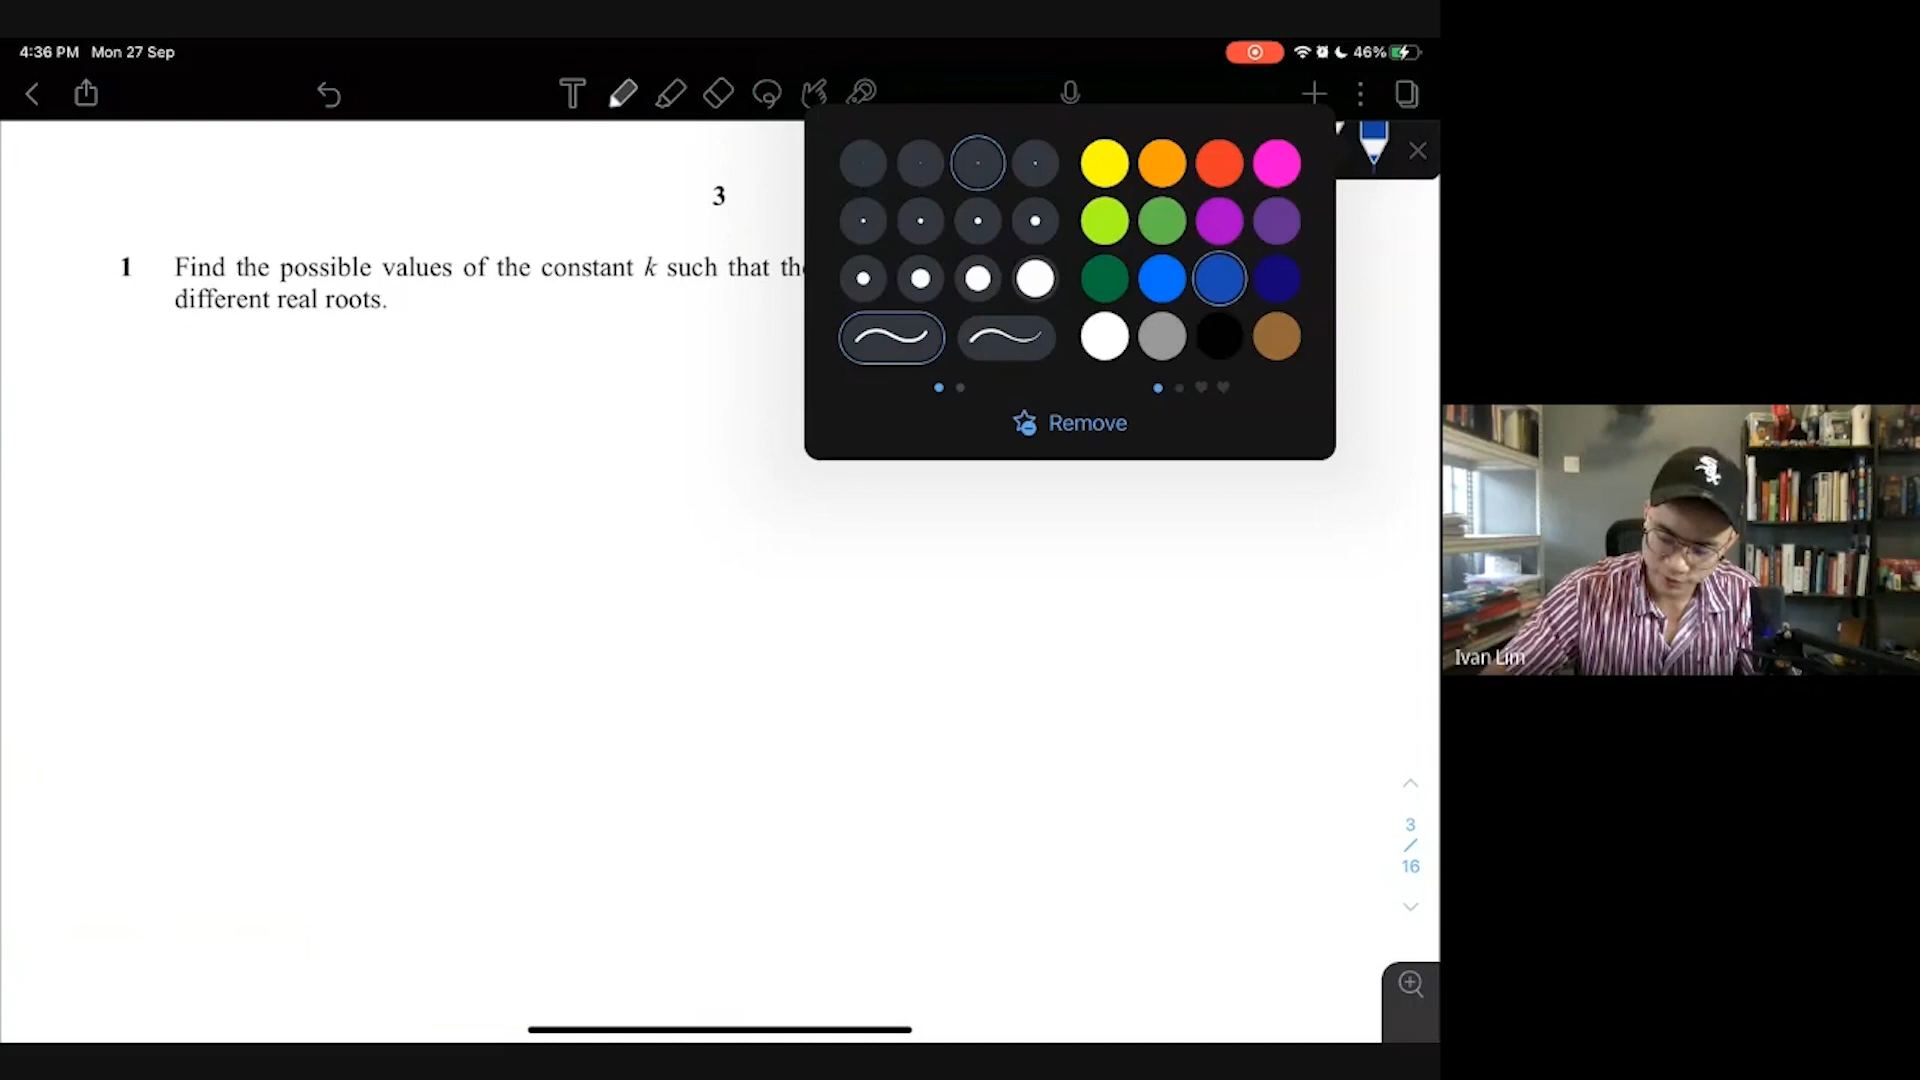 4:36 PM Mon 27 Sep
46%
3
1 Find the possible values of the constant k such that the
different real roots.
Remove
3
/
16
Ivan Lim